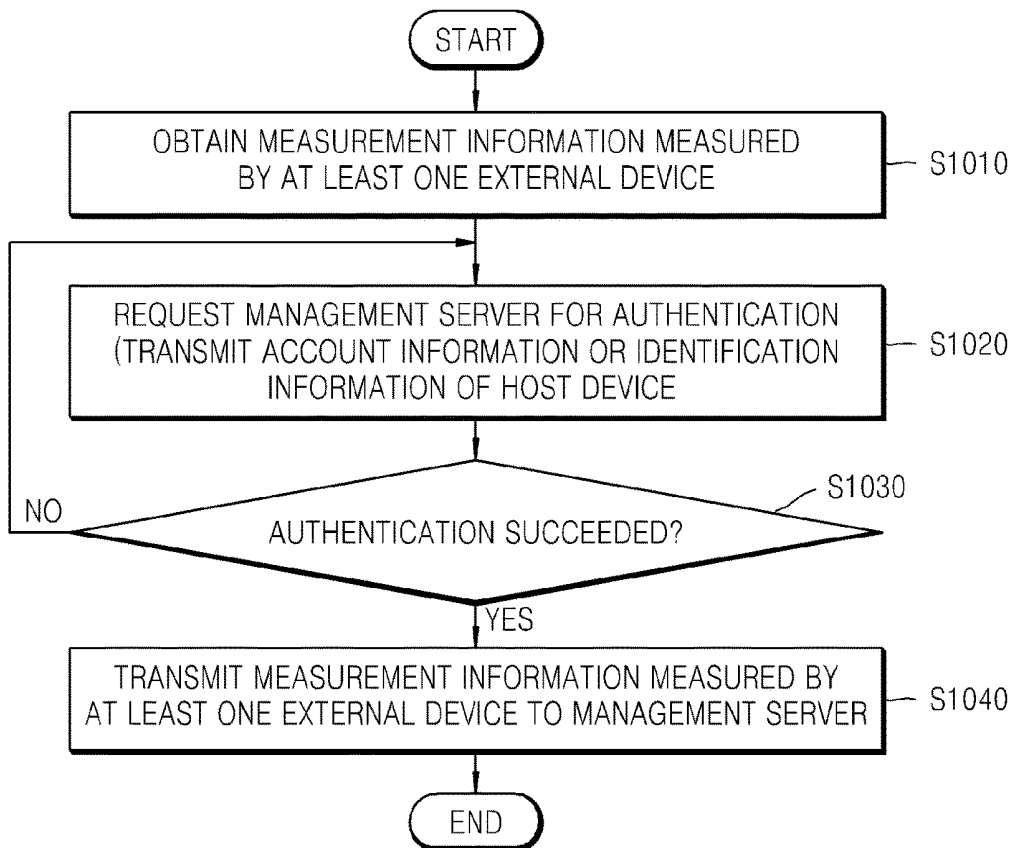 START
OBTAIN MEASUREMENT INFORMATION MEASURED
BY AT LEAST ONE EXTERNAL DEVICE
S1010
REQUEST MANAGEMENT SERVER FOR AUTHENTICATION
(TRANSMIT ACCOUNT INFORMATION OR IDENTIFICATION
INFORMATION OF HOST DEVICE
S1020
S1030
NO
AUTHENTICATION SUCCEEDED?
YES
TRANSMIT MEASUREMENT INFORMATION MEASURED BY
AT LEAST ONE EXTERNAL DEVICE TO MANAGEMENT SERVER
S1040
END